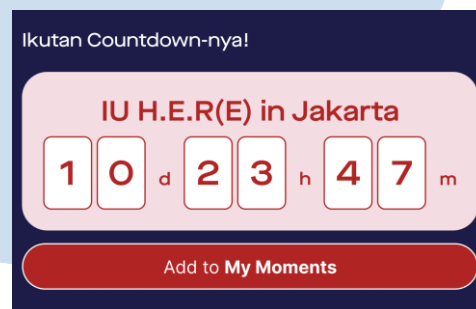 Ikutan Countdown-nya!
IU H.E.R(E) in Jakarta
10 d 23 h 47 m
Add to My Moments